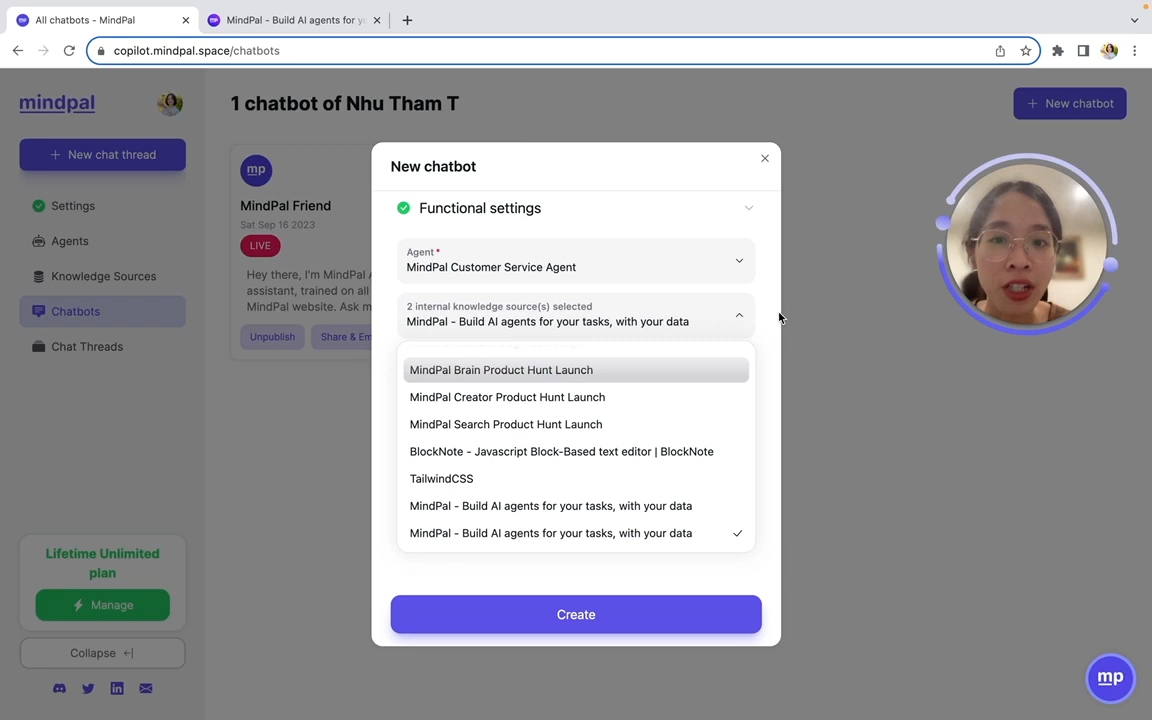 All chatbots - MindPal
MindPal - Build AI agents for yo
copilot.mindpal.space/chatbots
mindpal
1 chatbot of Nhu Tham T
New chatbot
New chat thread
Settings
Agents
Knowledge Sources
Chatbots
Chat Threads
mp
MindPal Friend
Sat Sep 16 2023
LIVE
Hey there, I'm MindPal A
assistant, trained on all
MindPal website. Ask m
Unpublish
Share & Em
New chatbot
Functional settings
Agent*
MindPal Customer Service Agent
2 internal knowledge source(s) selected
MindPal - Build AI agents for your tasks, with your data
MindPal Brain Product Hunt Launch
MindPal Creator Product Hunt Launch
MindPal Search Product Hunt Launch
BlockNote - Javascript Block-Based text editor | BlockNote
TailwindCSS
MindPal - Build AI agents for your tasks, with your data
MindPal - Build AI agents for your tasks, with your data
Create
Lifetime Unlimited
plan
Manage
Collapse
mp